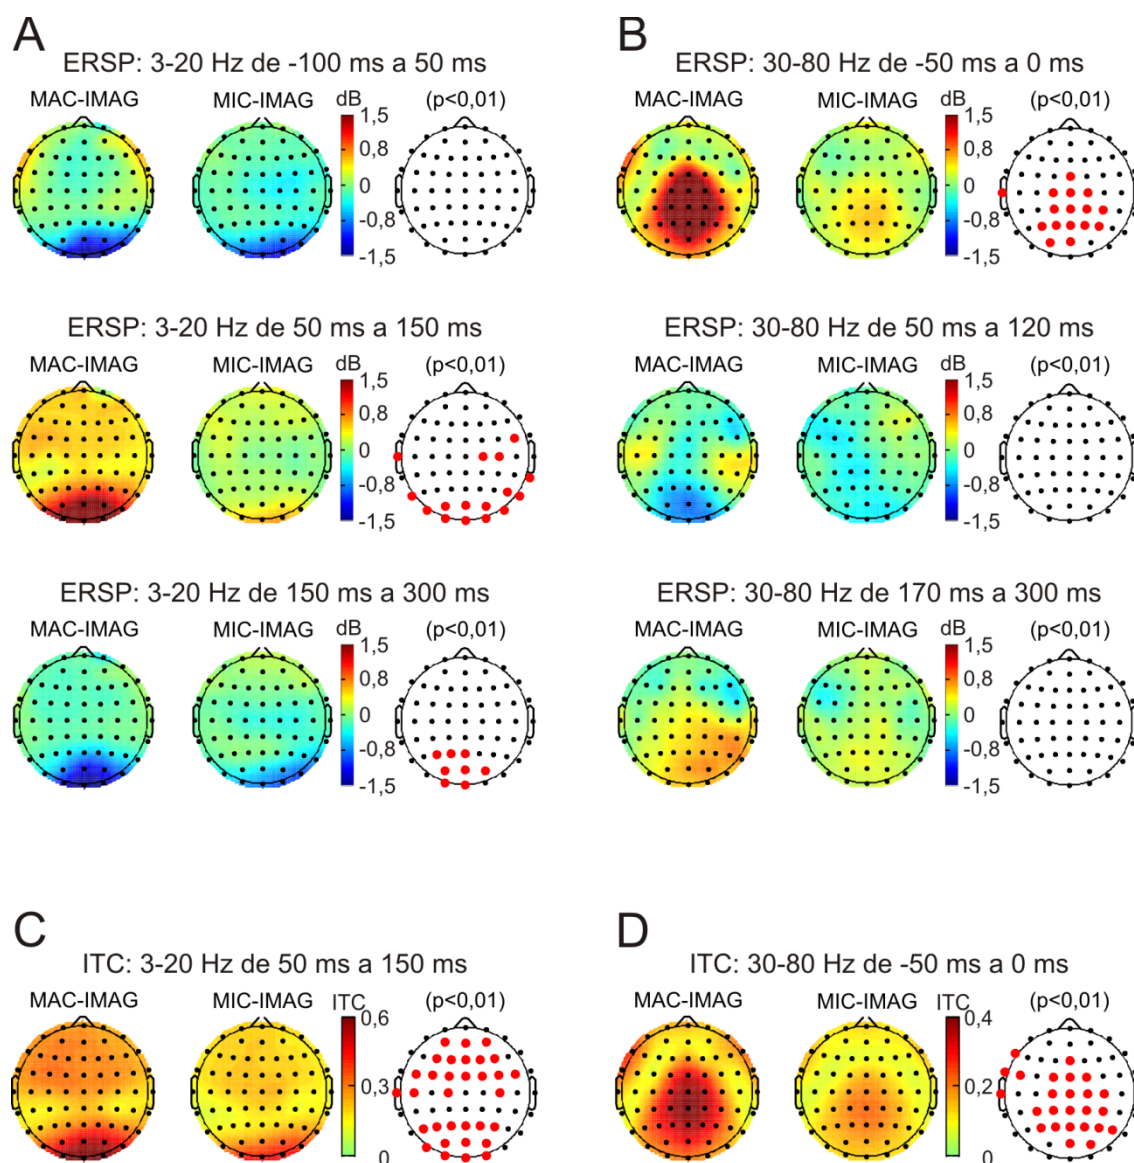 A
ERSP: 3-20 Hz de -100 ms a 50 ms
MAC-IMAG MIC-IMAG dB (p<0,01)
1,5
0,8
0
-0,8
-1,5
ERSP: 3-20 Hz de 50 ms a 150 ms
MAC-IMAG MIC-IMAG dB (p<0,01)
1,5
0,8
0
-0,8
-1,5
ERSP: 3-20 Hz de 150 ms a 300 ms
MAC-IMAG MIC-IMAG dB (p<0,01)
1,5
0,8
0
-0,8
-1,5
B
ERSP: 30-80 Hz de -50 ms a 0 ms
MAC-IMAG MIC-IMAG dB (p<0,01)
1,5
0,8
0
-0,8
-1,5
ERSP: 30-80 Hz de 50 ms a 120 ms
MAC-IMAG MIC-IMAG dB (p<0,01)
1,5
0,8
0
-0,8
-1,5
ERSP: 30-80 Hz de 170 ms a 300 ms
MAC-IMAG MIC-IMAG dB (p<0,01)
1,5
0,8
0
-0,8
-1,5
C
ITC: 3-20 Hz de 50 ms a 150 ms
MAC-IMAG MIC-IMAG ITC (p<0,01)
0,6
0,3
0
D
ITC: 30-80 Hz de -50 ms a 0 ms
MAC-IMAG MIC-IMAG ITC (p<0,01)
0,4
0,2
0